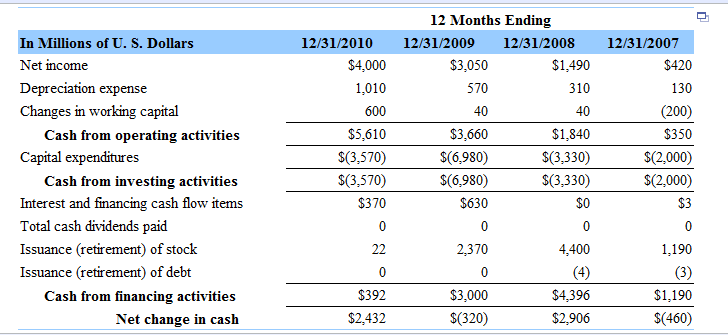 12 Months Ending
In Millions of U. S. Dollars 12/31/2010 12/31/2009 12/31/2008 12/31/2007
Net income $4,000 $3,050 $1,490 $420
Depreciation expense 1,010 570 310 130
Changes in working capital 600 40 40 (200)
Cash from operating activities $5,610 $3,660 $1,840 $350
Capital expenditures $(3,570) $(6,980) $(3,330) $(2,000)
Cash from investing activities $(3,570) $(6,980) $(3,330) $(2,000)
Interest and financing cash flow items $370 $630 $0 $3
Total cash dividends paid 0 0 0 0
Issuance (retirement) of stock 22 2,370 4,400 1,190
Issuance (retirement) of debt 0 0 (4) (3)
Cash from financing activities $392 $3,000 $4,396 $1,190
Net change in cash $2,432 $(320) $2,906 $(460)